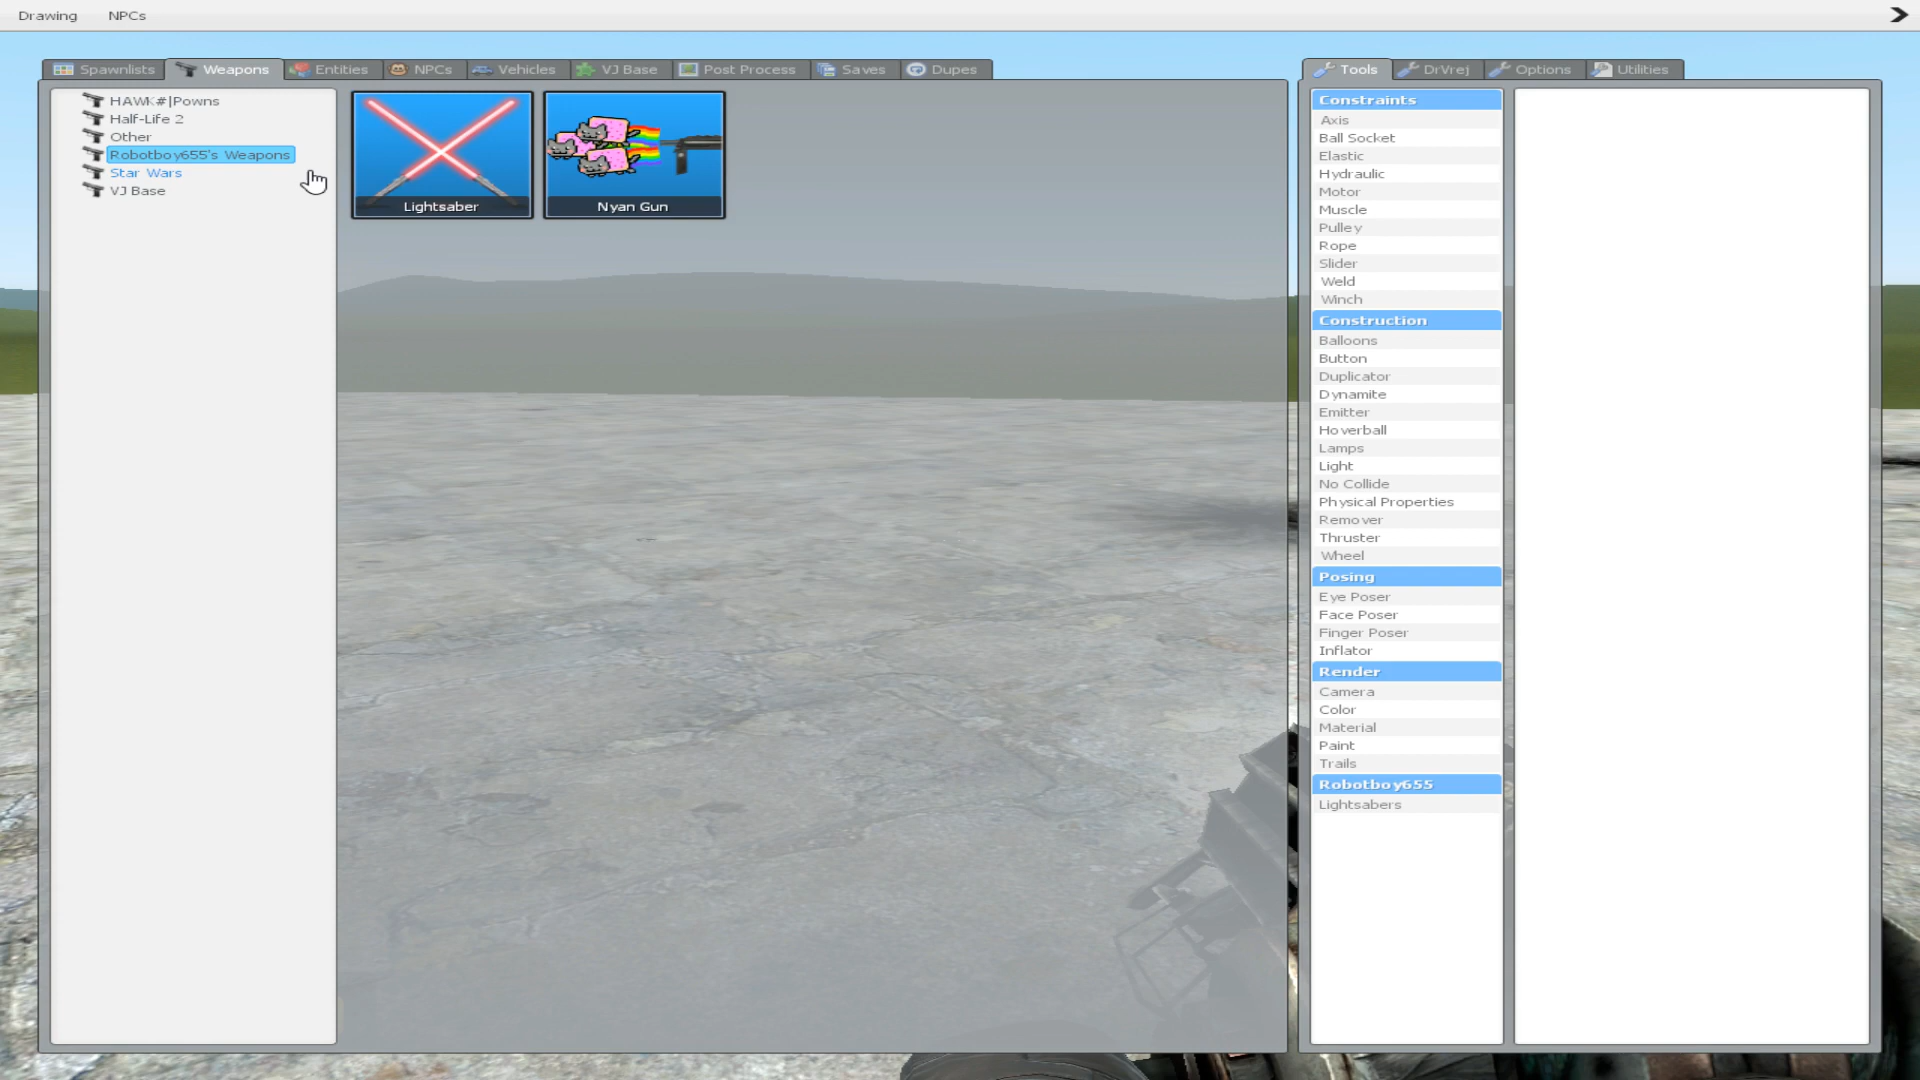 Drawing NPCs
Spawnlists Weapons Entities NPCs Vehicles VJ Base Post Process Saves Dupes
HAWK#|Powns
Half-Life 2
Other
Robotboy655's Weapons
Star Wars
VJ Base
Lightsaber Nyan Gun
Tools DrVrej Options Utilities
Constraints
Axis
Ball Socket
Elastic
Hydraulic
Motor
Muscle
Pulley
Rope
Slider
Weld
Winch
Construction
Balloons
Button
Duplicator
Dynamite
Emitter
Hoverball
Lamps
Light
No Collide
Physical Properties
Remover
Thruster
Wheel
Posing
Eye Poser
Face Poser
Finger Poser
Inflator
Render
Camera
Color
Material
Paint
Trails
Robotboy655
Lightsabers